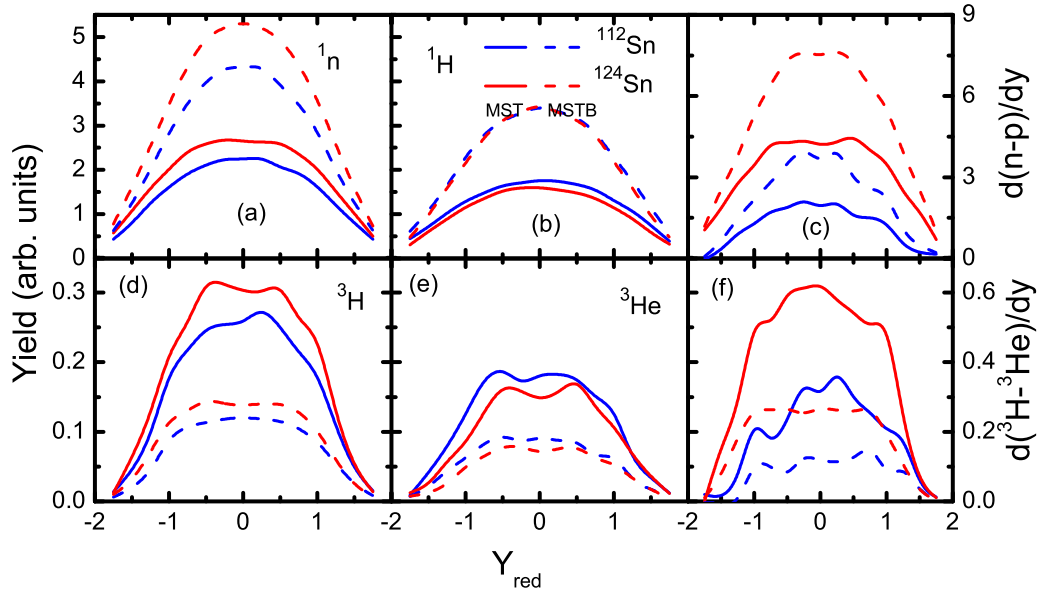 5
4
3
2
1
0
Yield (arb. units)
¹n
(a)
¹H
¹¹²Sn
¹²⁴Sn
MST MSTB
(b)
(c)
9
6
3
0
d(n-p)/dy
0.3
0.2
0.1
0.0
(d)
³H
(e)
³He
(f)
0.6
0.4
0.2
0.0
d(³H-³He)/dy
-2 -1 0 1 -2 -1 0 1 -2 -1 0 1 2
Y_red